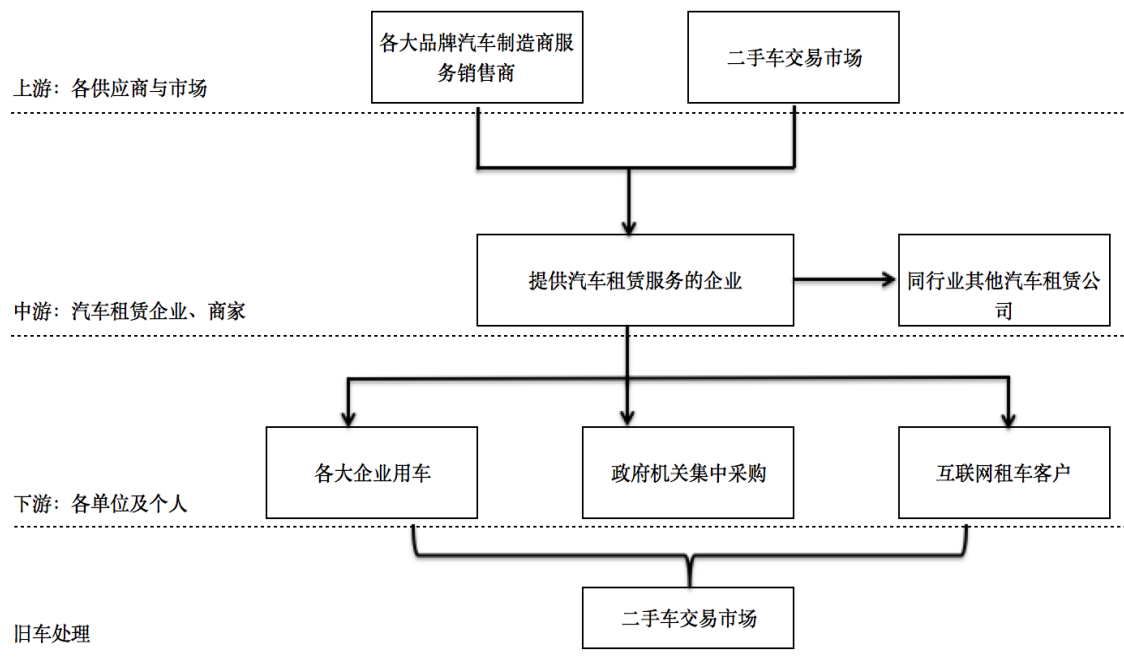 各大品牌汽车制造商服
务销售商
二手车交易市场
上游：各供应商与市场
提供汽车租赁服务的企业
同行业其他汽车租赁公
司
中游：汽车租赁企业、商家
各大企业用车
政府机关集中采购
互联网租车客户
下游：各单位及个人
二手车交易市场
旧车处理